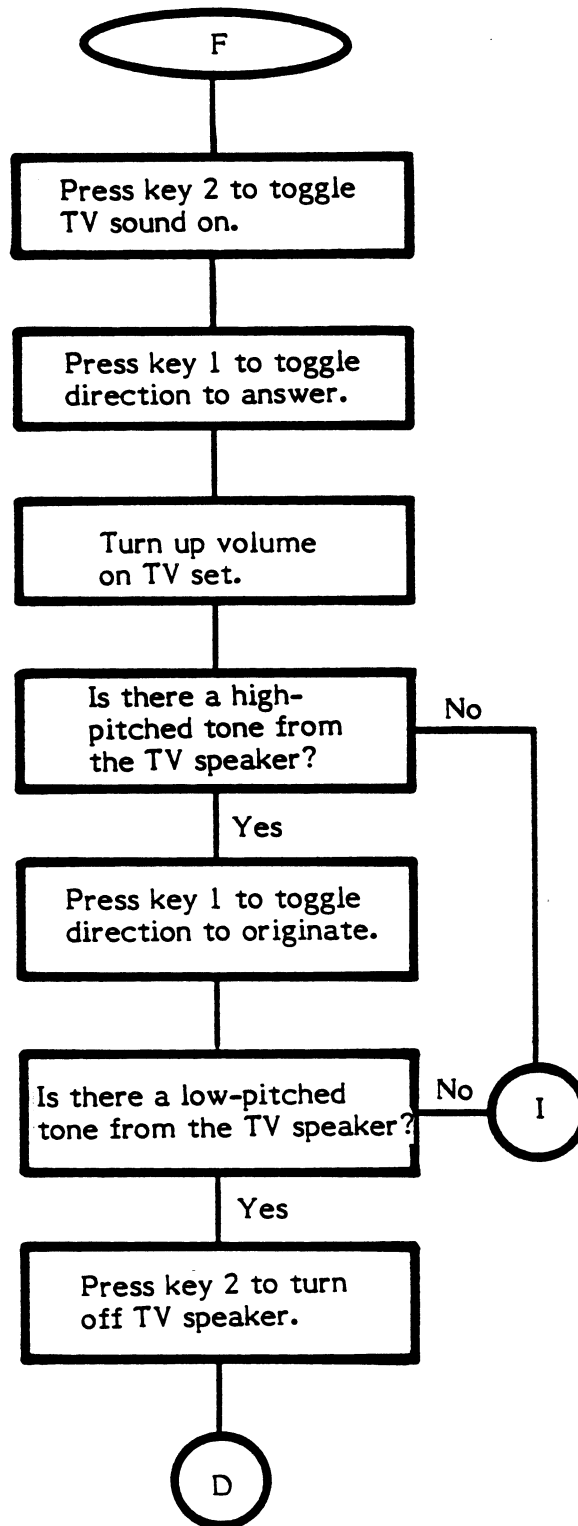 F
Press key 2 to toggle
TV sound on.
Press key 1 to toggle
direction to answer.
Turn up volume
on TV set.
Is there a high-
pitched tone from
the TV speaker?
No
Yes
Press key 1 to toggle
direction to originate.
Is there a low-pitched
tone from the TV speaker?
No
I
Yes
Press key 2 to turn
off TV speaker.
D